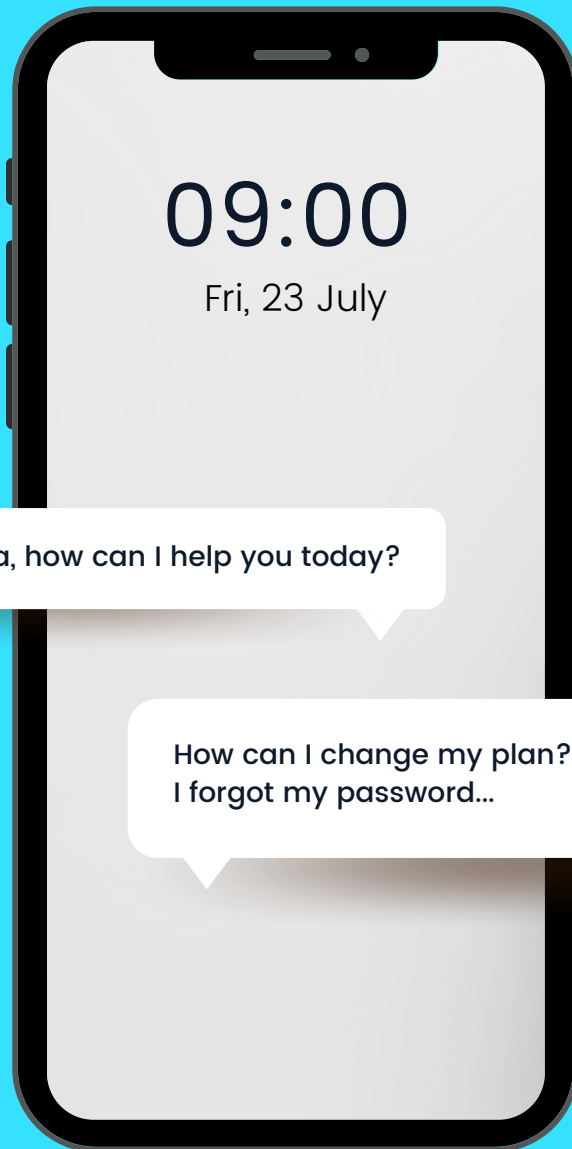 09:00
Fri, 23 July
a, how can I help you today?
How can I change my plan?
I forgot my password...